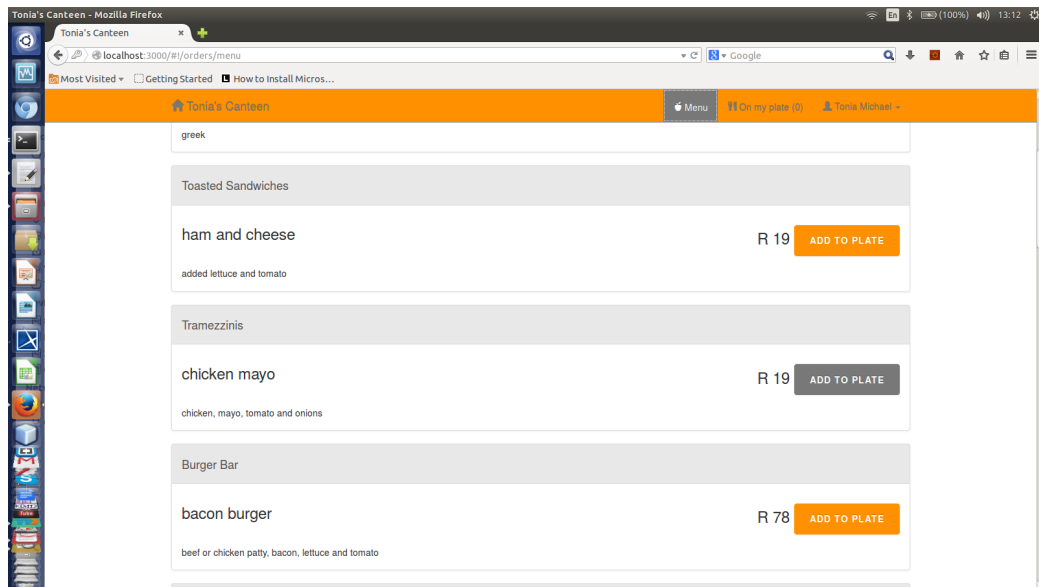 Tonia's Canteen - Mozilla Firefox
En (100%) 13:12
Tonia's Canteen
localhost:3000/#!/orders/menu
Google
Most Visited Getting Started How to Install Micros...
Tonia's Canteen Menu On my plate (0) Tonia Michael
greek
Toasted Sandwiches
ham and cheese R 19 ADD TO PLATE
added lettuce and tomato
Tramezzinis
chicken mayo R 19 ADD TO PLATE
chicken, mayo, tomato and onions
Burger Bar
bacon burger R 78 ADD TO PLATE
beef or chicken patty, bacon, lettuce and tomato